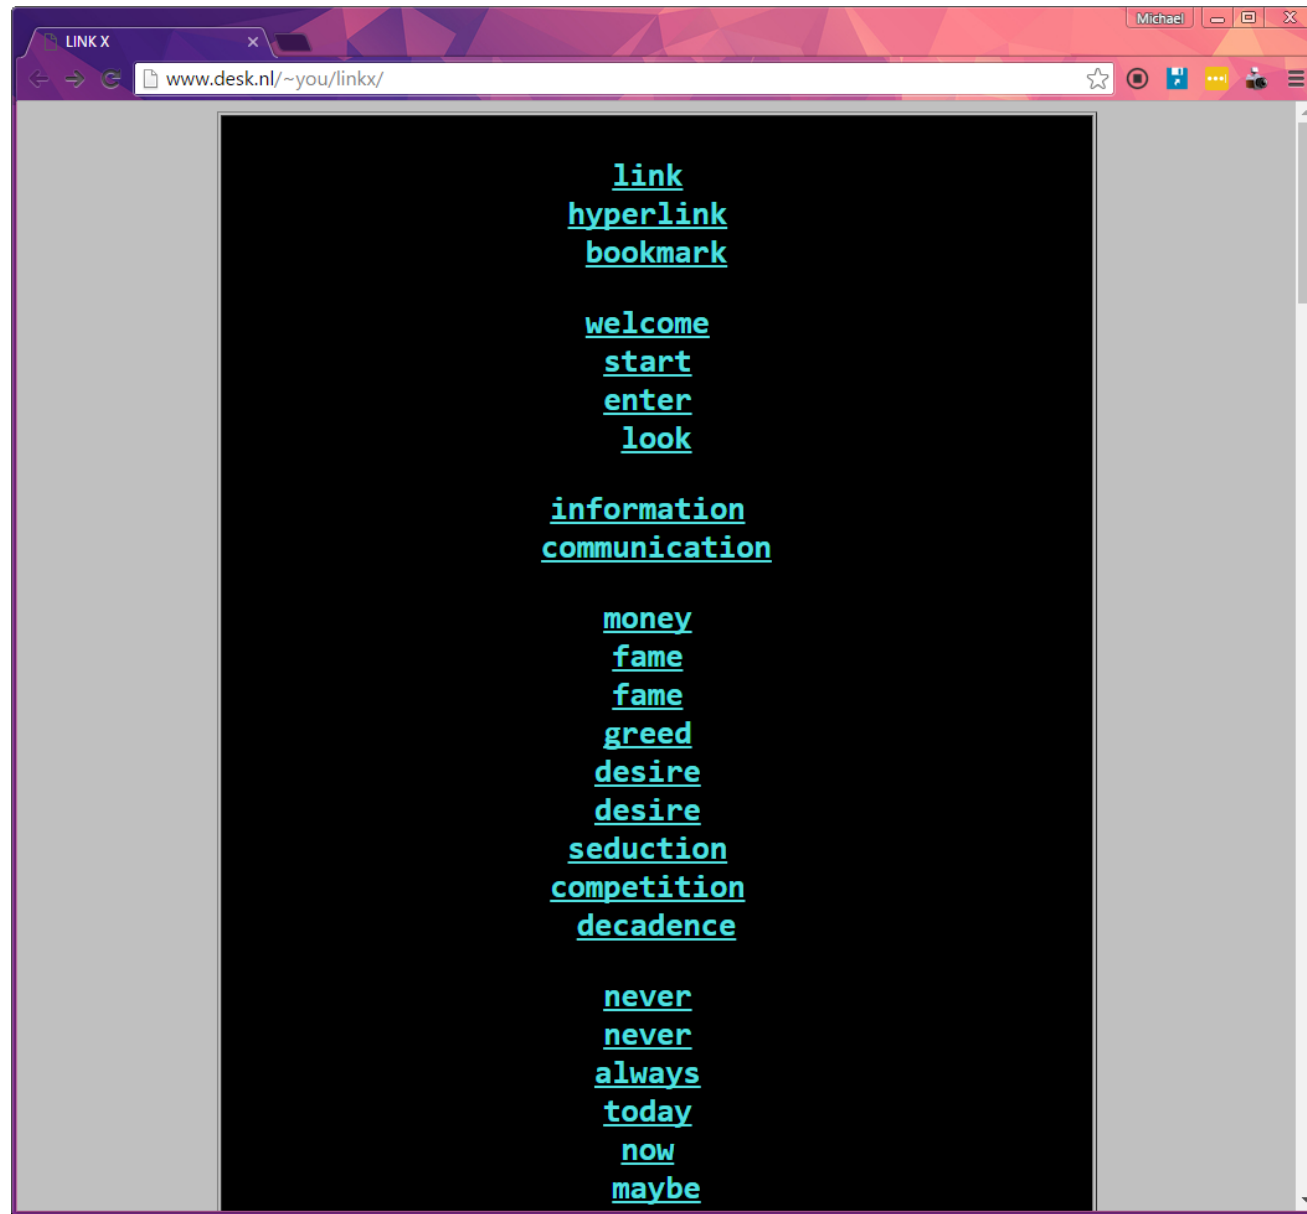 Michael
LINK X
www.desk.nl/~you/linkx/
link
hyperlink
bookmark
welcome
start
enter
look
information
communication
money
fame
fame
greed
desire
desire
seduction
competition
decadence
never
never
always
today
now
maybe